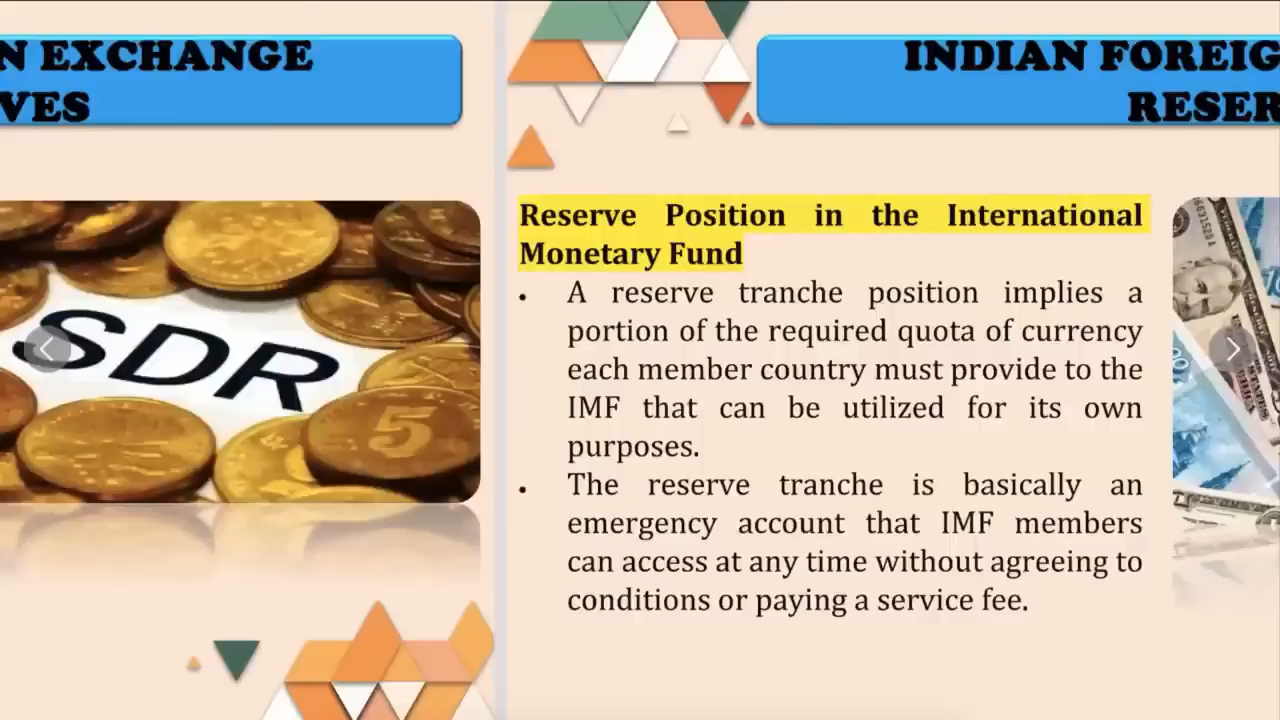 N EXCHANGE
VES
SDR
5
INDIAN FOREIG
RESER
Reserve Position in the International
Monetary Fund
• A reserve tranche position implies a
portion of the required quota of currency
each member country must provide to the
IMF that can be utilized for its own
purposes.
• The reserve tranche is basically an
emergency account that IMF members
can access at any time without agreeing to
conditions or paying a service fee.